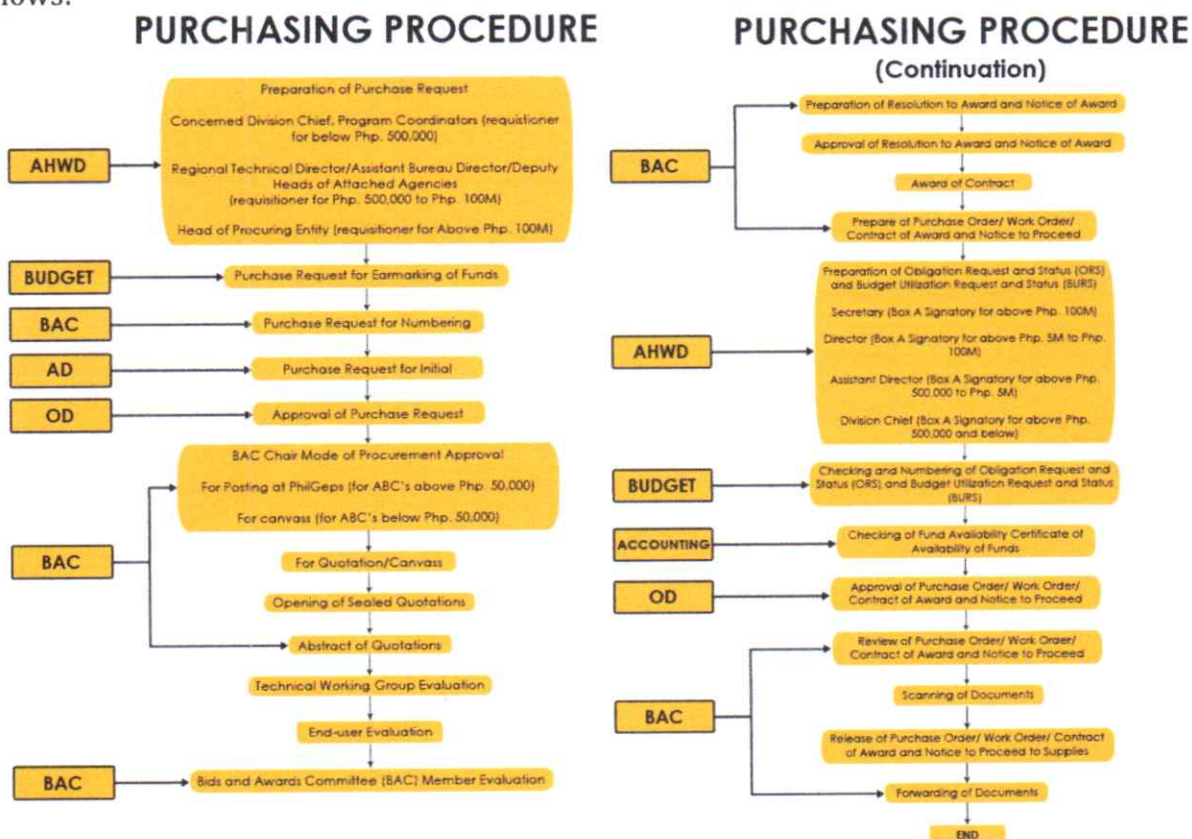 lows:
PURCHASING PROCEDURE
AHWD
Preparation of Purchase Request
Concerned Division Chief, Program Coordinators (requistioner
for below Php. 500,000)
Regional Technical Director/Assistant Bureau Director/Deputy
Heads of Attached Agencies
(requisitioner for Php. 500,000 to Php. 100M)
Head of Procuring Entity (requisitioner for Above Php. 100M)
BUDGET
Purchase Request for Earmarking of Funds
BAC
Purchase Request for Numbering
AD
Purchase Request for Initial
OD
Approval of Purchase Request
BAC
BAC Chair Mode of Procurement Approval
For Posting at PhilGeps (for ABC's above Php. 50,000)
For canvass (for ABC's below Php. 50,000)
For Quotation/Canvass
Opening of Sealed Quotations
Abstract of Quotations
Technical Working Group Evaluation
End-user Evaluation
BAC
Bids and Awards Committee (BAC) Member Evaluation
PURCHASING PROCEDURE
(Continuation)
BAC
Preparation of Resolution to Award and Notice of Award
Approval of Resolution to Award and Notice of Award
Award of Contract
Prepare of Purchase Order/ Work Order/
Contract of Award and Notice to Proceed
AHWD
Preparation of Obligation Request and Status (ORS)
and Budget Utilization Request and Status (BURS)
Secretary (Box A Signatory for above Php. 100M)
Director (Box A Signatory for above Php. 5M to Php.
100M)
Assistant Director (Box A Signatory for above Php.
500,000 to Php. 5M)
Division Chief (Box A Signatory for above Php.
500,000 and below)
BUDGET
Checking and Numbering of Obligation Request and
Status (ORS) and Budget Utilization Request and Status
(BURS)
ACCOUNTING
Checking of Fund Availability Certificate of
Availability of Funds
OD
Approval of Purchase Order/ Work Order/
Contract of Award and Notice to Proceed
BAC
Review of Purchase Order/ Work Order/
Contract of Award and Notice to Proceed
Scanning of Documents
Release of Purchase Order/ Work Order/ Contract
of Award and Notice to Proceed to Supplies
Forwarding of Documents
END